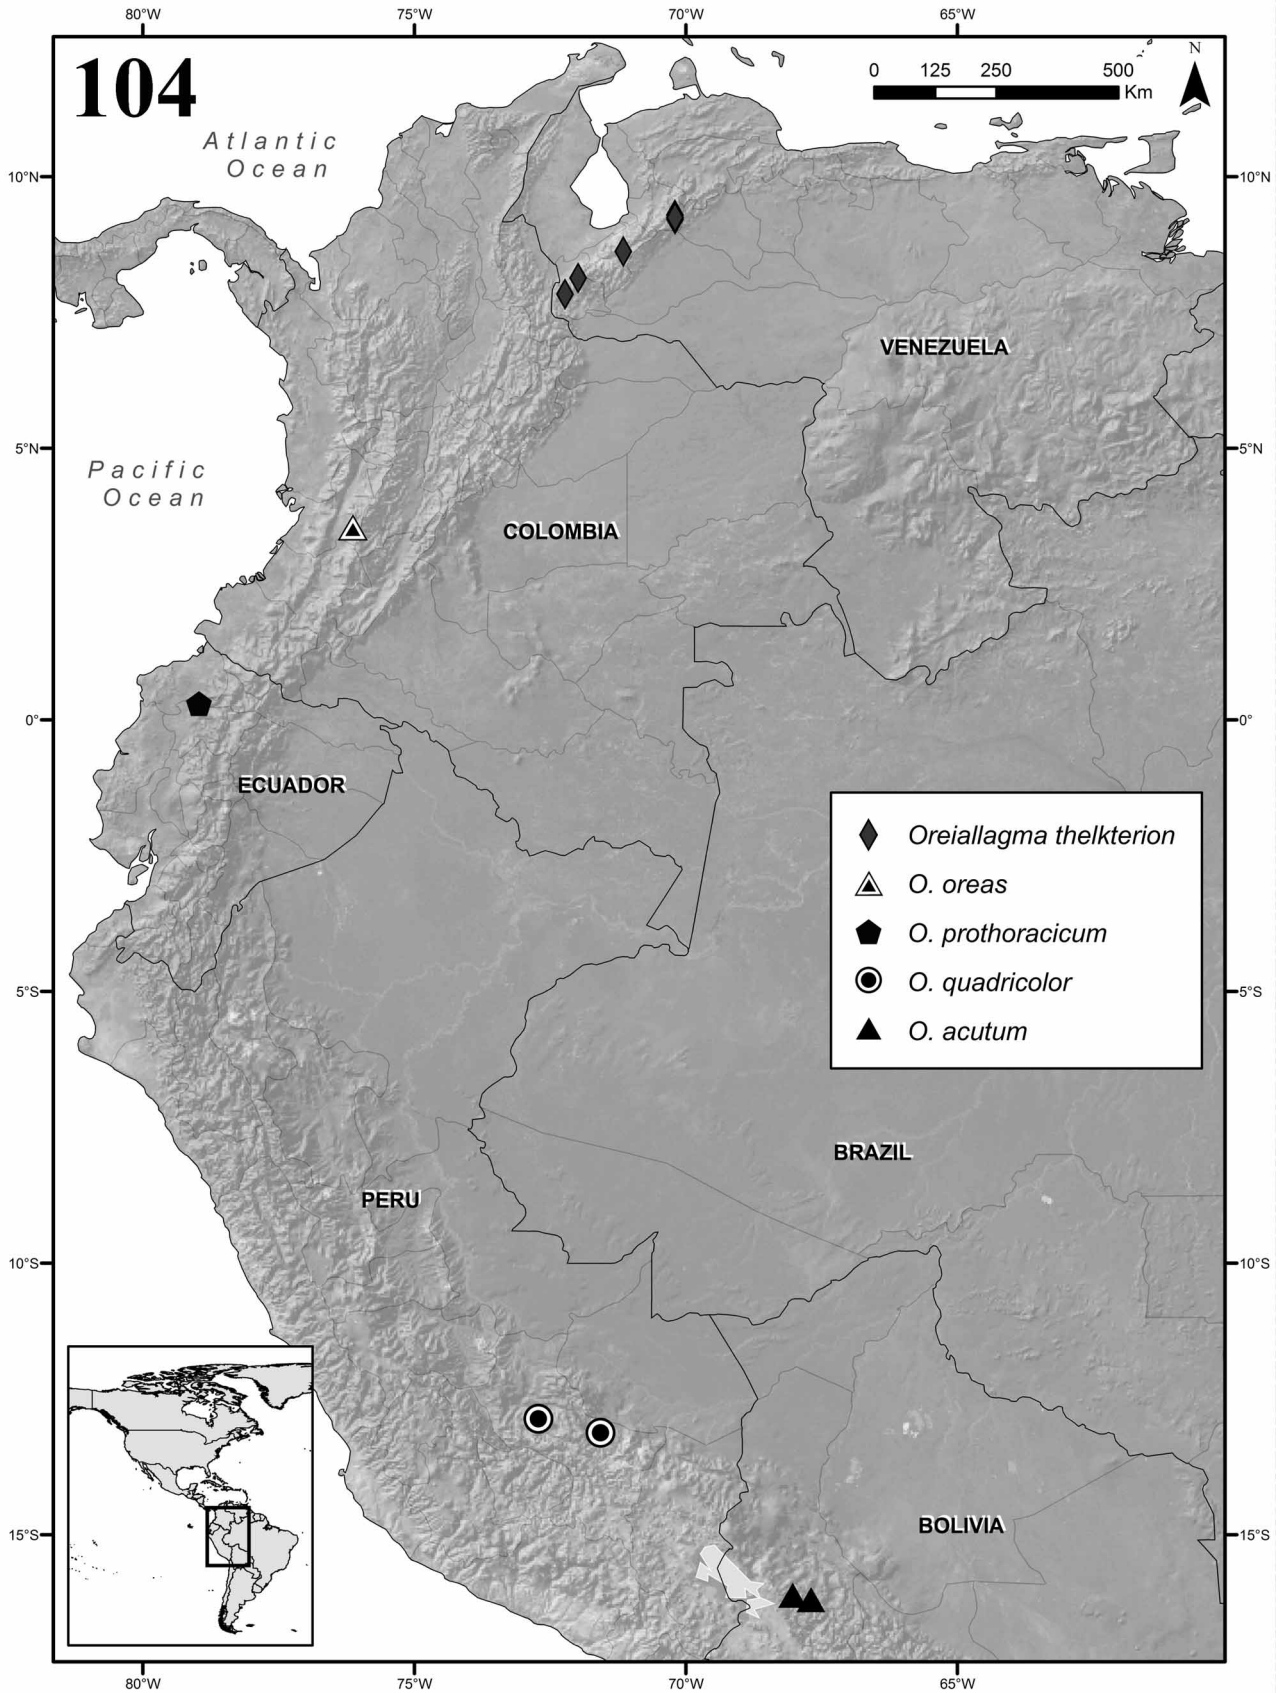 80°W 75°W 70°W 65°W
104
N
0 125 250 500
Km
Atlantic
Ocean
10°N 10°N
VENEZUELA
5°N 5°N
Pacific
Ocean
COLOMBIA
0° 0°
ECUADOR
Oreiallagma thelkterion
O. oreas
O. prothoracicum
O. quadricolor
O. acutum
5°S 5°S
BRAZIL
PERU
10°S 10°S
BOLIVIA
15°S 15°S
80°W 75°W 70°W 65°W